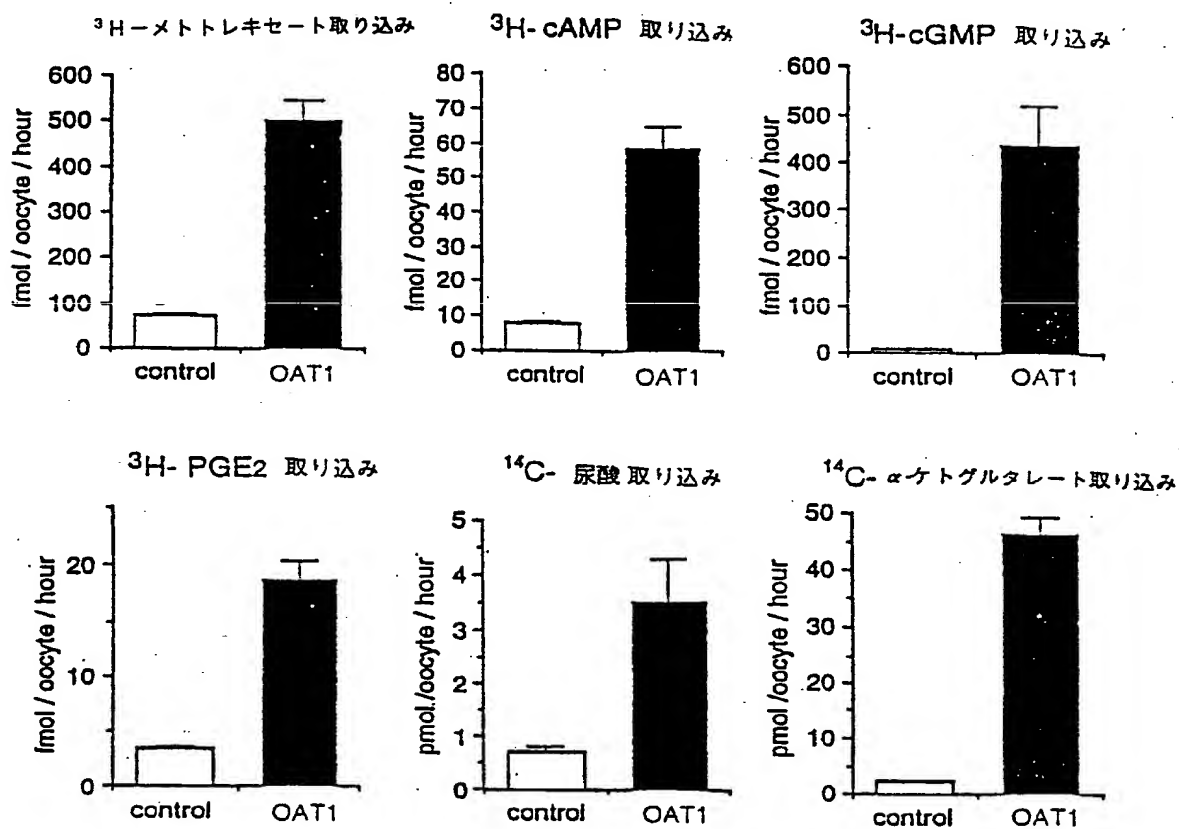 ³H-メトトレキセート取り込み
600
500
400
300
200
100
0
fmol / oocyte / hour
control OAT1
³H- cAMP 取り込み
80
70
60
50
40
30
20
10
0
fmol / oocyte / hour
control OAT1
³H-cGMP 取り込み
600
500
400
300
200
100
0
fmol / oocyte / hour
control OAT1
³H- PGE2 取り込み
20
10
0
fmol / oocyte / hour
control OAT1
¹⁴C- 尿酸 取り込み
5
4
3
2
1
0
pmol./oocyte / hour
control OAT1
¹⁴C- α-ケトグルタレート取り込み
50
40
30
20
10
0
pmol /oocyte / hour
control OAT1